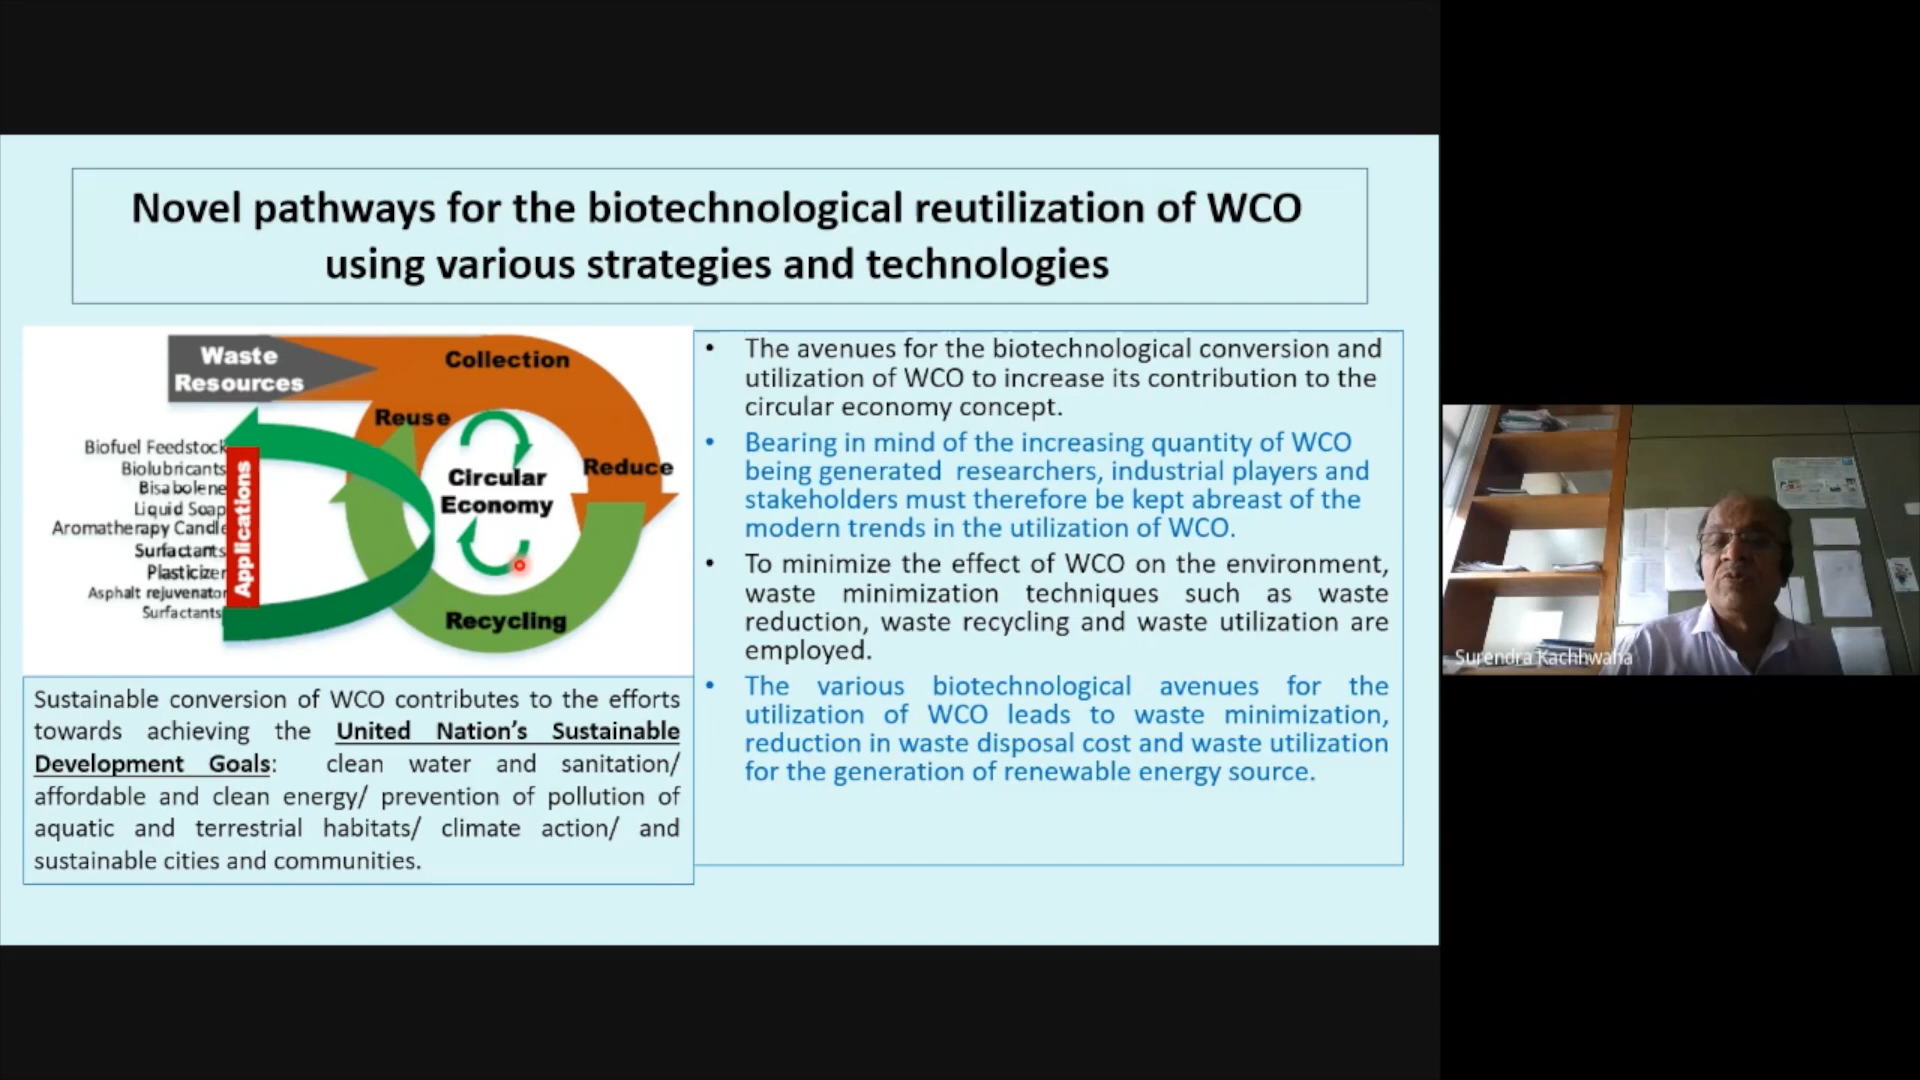 Novel pathways for the biotechnological reutilization of WCO
using various strategies and technologies
Waste
Resources
Collection
Reuse
Reduce
Circular
Economy
Recycling
Applications
Biofuel Feedstock
Biolubricants
Bisabolene
Liquid Soap
Aromatherapy Candle
Surfactants
Plasticizer
Asphalt rejuvenator
Surfactants
Sustainable conversion of WCO contributes to the efforts
towards achieving the United Nation's Sustainable
Development Goals: clean water and sanitation/
affordable and clean energy/ prevention of pollution of
aquatic and terrestrial habitats/ climate action/ and
sustainable cities and communities.
• The avenues for the biotechnological conversion and
utilization of WCO to increase its contribution to the
circular economy concept.
• Bearing in mind of the increasing quantity of WCO
being generated researchers, industrial players and
stakeholders must therefore be kept abreast of the
modern trends in the utilization of WCO.
• To minimize the effect of WCO on the environment,
waste minimization techniques such as waste
reduction, waste recycling and waste utilization are
employed.
• The various biotechnological avenues for the
utilization of WCO leads to waste minimization,
reduction in waste disposal cost and waste utilization
for the generation of renewable energy source.
Surendra Kachhwaha